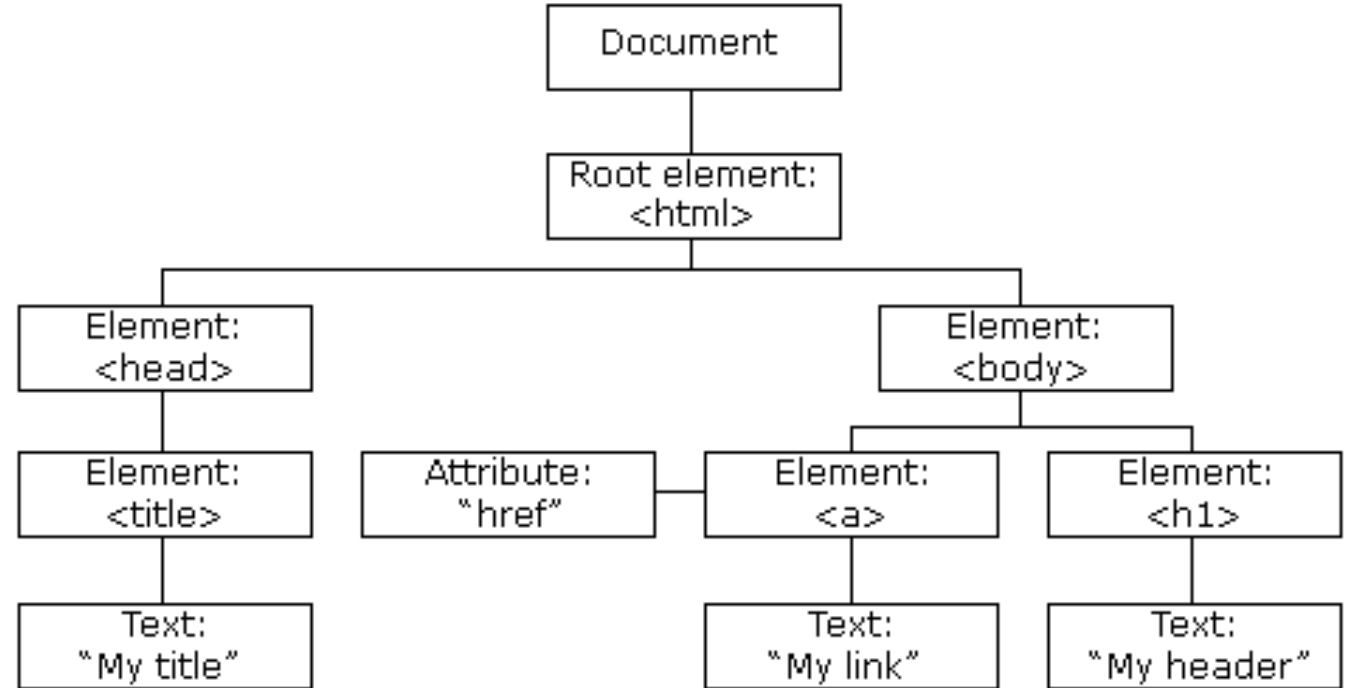 Document
Root element:
<html>
Element:
<head>
Element:
<body>
Element:
<title>
Attribute:
“href”
Element:
<a>
Element:
<h1>
Text:
“My title”
Text:
“My link”
Text:
“My header”